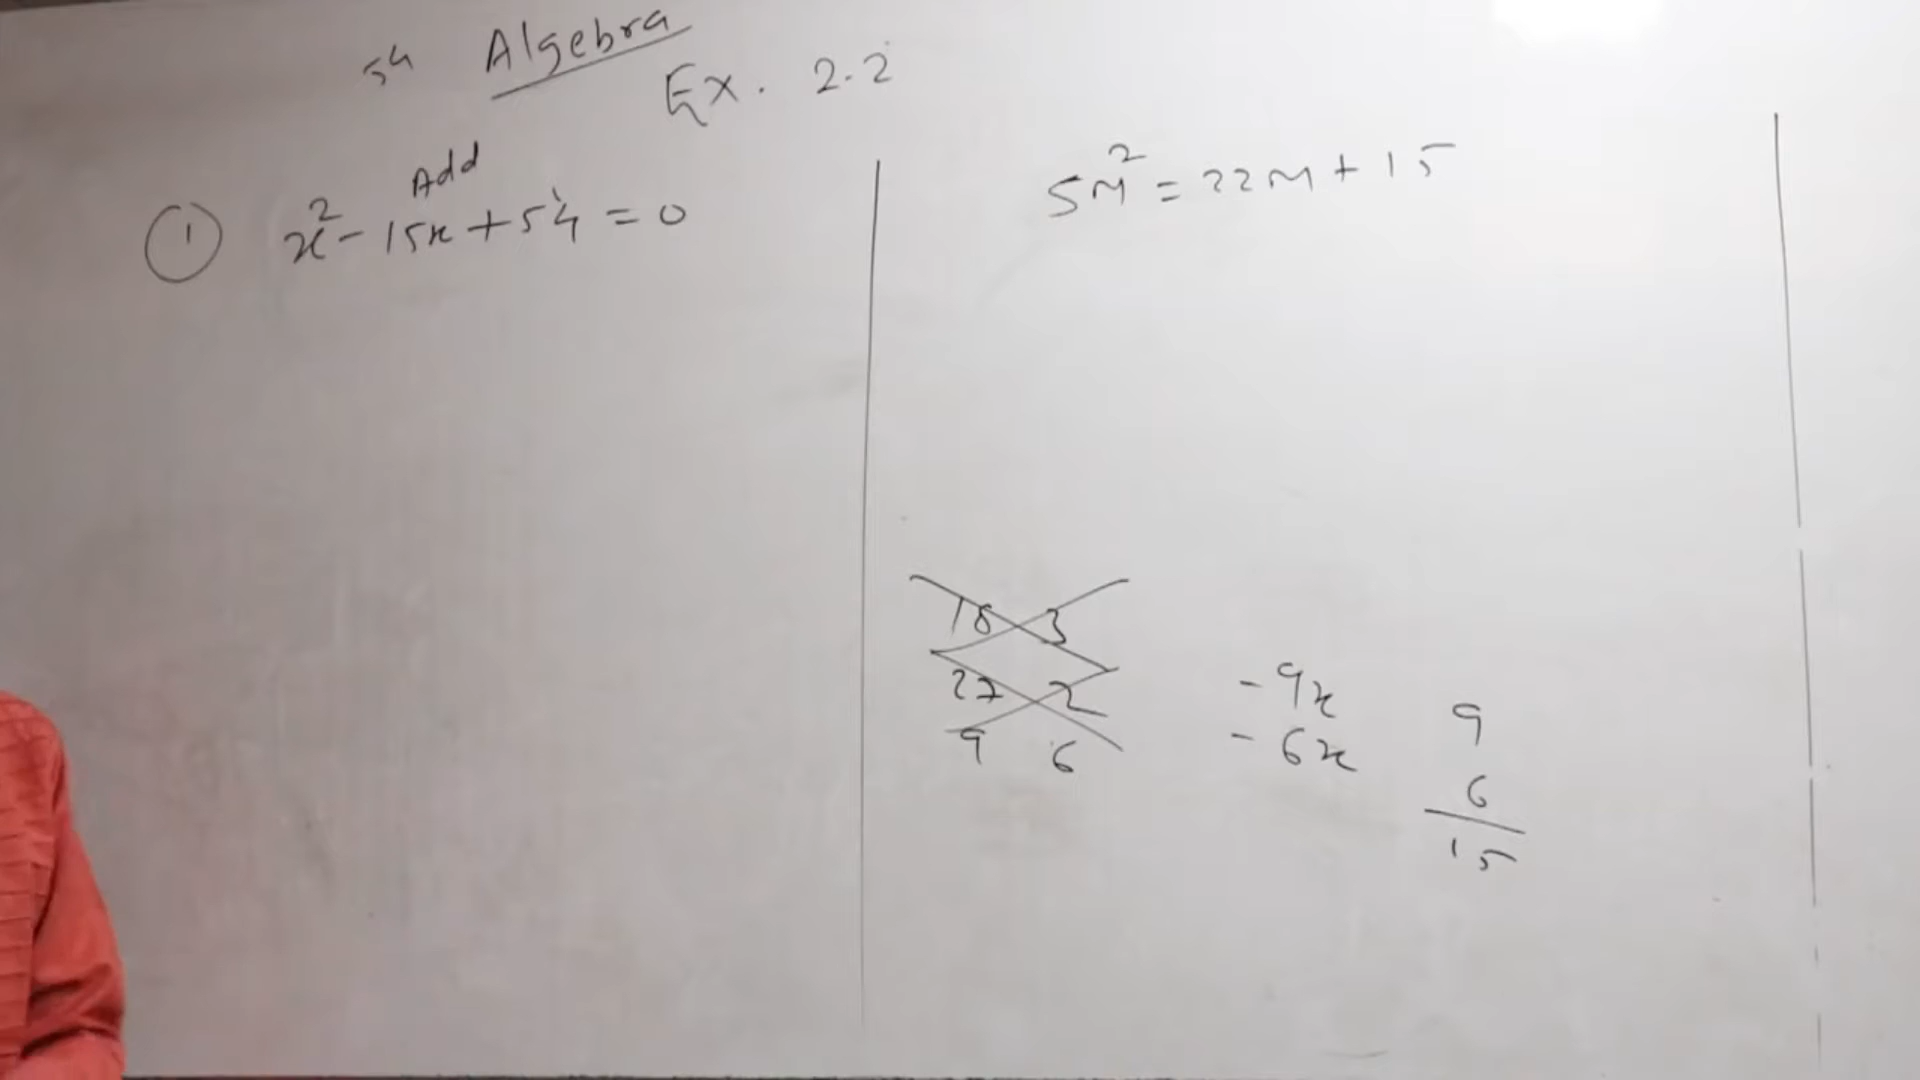 54 Algebra
Ex. 2.2
Add
① x² - 15x + 54 = 0
5m² = 22m + 15
18 3
27 2
9 6
- 9x
- 6x
9
6
15